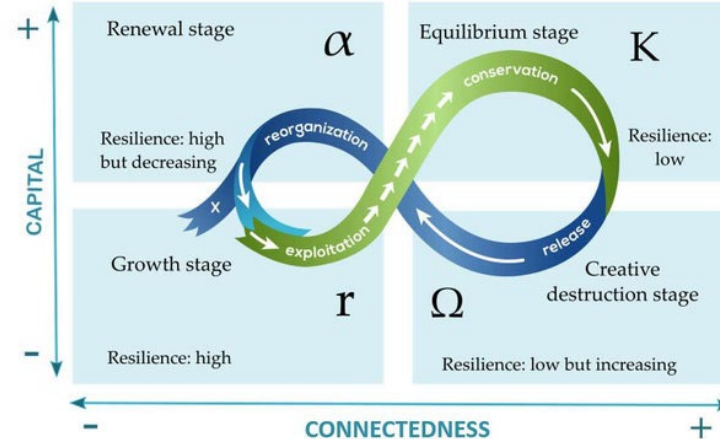 +
Renewal stage
α
Equilibrium stage
K
conservation
reorganization
Resilience: high
but decreasing
Resilience:
low
CAPITAL
x
exploitation
release
Growth stage
Creative
destruction stage
r
Ω
-
Resilience: high
Resilience: low but increasing
-
CONNECTEDNESS
+